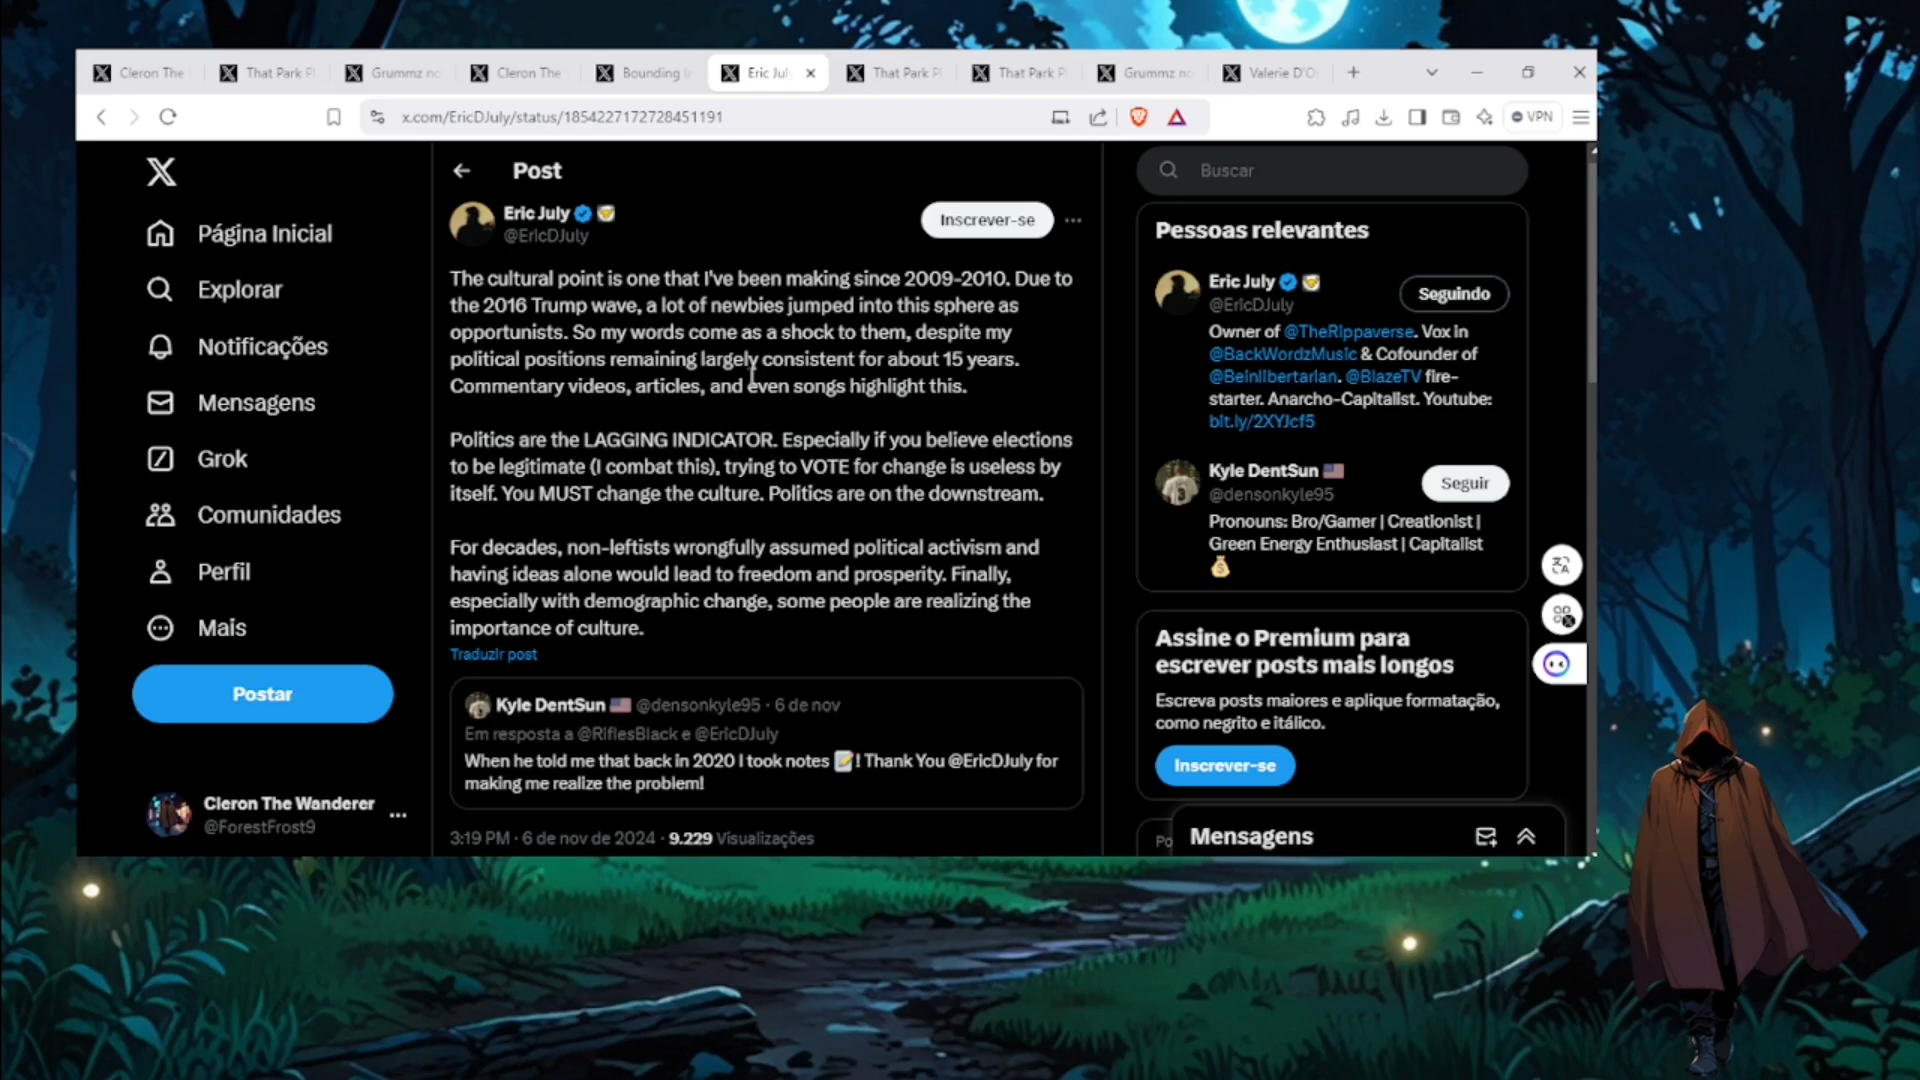 Cleron The
That Park Pl
Grummz no
Cleron The
Bounding In
Eric Jul
That Park Pl
That Park Pl
Grummz no
Valerie D'O
x.com/EricDJuly/status/1854227172728451191
VPN
Página Inicial
Explorar
Notificações
Mensagens
Grok
Comunidades
Perfil
Mais
Postar
Cleron The Wanderer
@ForestFrost9
Post
Eric July
@EricDJuly
Inscrever-se
The cultural point is one that I've been making since 2009-2010. Due to
the 2016 Trump wave, a lot of newbies jumped into this sphere as
opportunists. So my words come as a shock to them, despite my
political positions remaining largely consistent for about 15 years.
Commentary videos, articles, and even songs highlight this.
Politics are the LAGGING INDICATOR. Especially if you believe elections
to be legitimate (I combat this), trying to VOTE for change is useless by
itself. You MUST change the culture. Politics are on the downstream.
For decades, non-leftists wrongfully assumed political activism and
having ideas alone would lead to freedom and prosperity. Finally,
especially with demographic change, some people are realizing the
importance of culture.
Traduzir post
Kyle DentSun 🇺🇸 @densonkyle95 · 6 de nov
Em resposta a @RiflesBlack e @EricDJuly
When he told me that back in 2020 I took notes 📝! Thank You @EricDJuly for
making me realize the problem!
3:19 PM · 6 de nov de 2024 · 9.229 Visualizações
Buscar
Pessoas relevantes
Eric July
@EricDJuly
Seguindo
Owner of @TheRippaverse. Vox in
@BackWordzMusic & Cofounder of
@BeinlIbertarian. @BlazeTV fire-
starter. Anarcho-Capitalist. Youtube:
bit.ly/2XYJcf5
Kyle DentSun 🇺🇸
@densonkyle95
Seguir
Pronouns: Bro/Gamer | Creationist |
Green Energy Enthusiast | Capitalist
💰
Assine o Premium para
escrever posts mais longos
Escreva posts maiores e aplique formatação,
como negrito e itálico.
Inscrever-se
Po
Mensagens